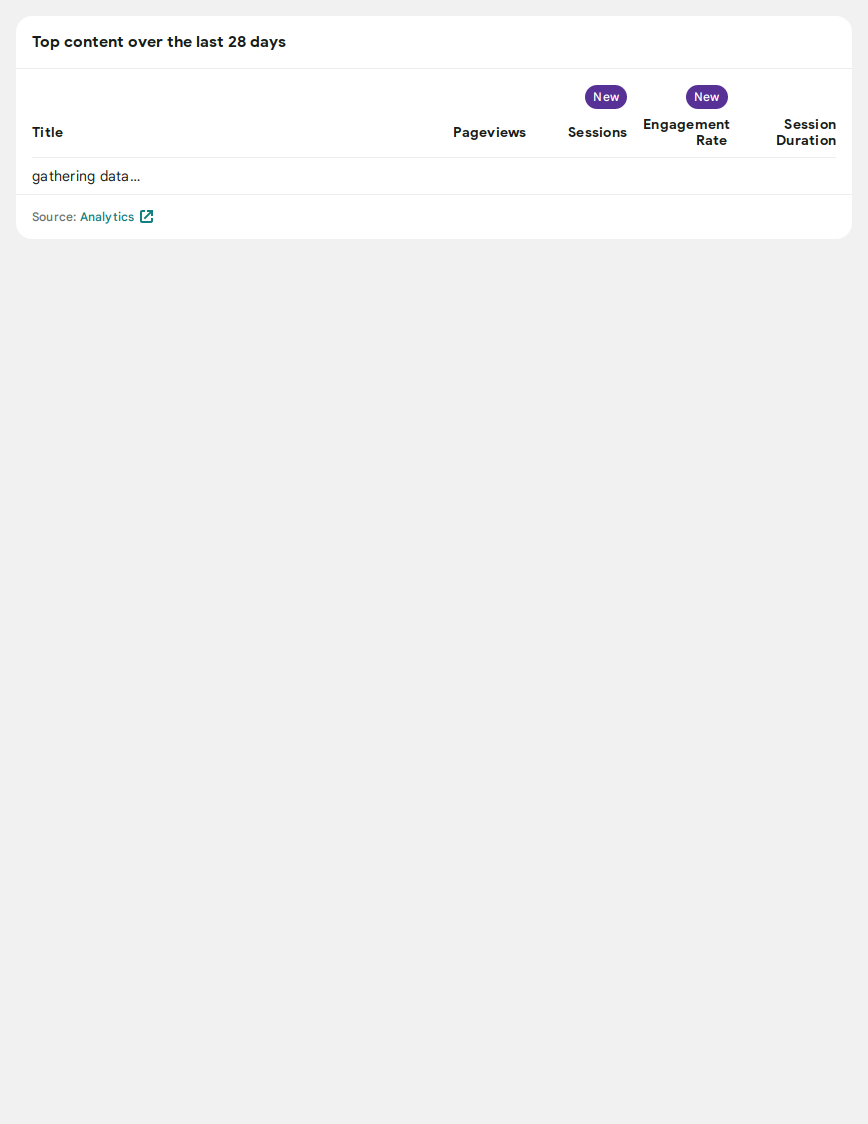 Top content over the last 28 days
New
New
Title
Pageviews
Sessions
Engagement
Rate
Session
Duration
gathering data...
Source: Analytics